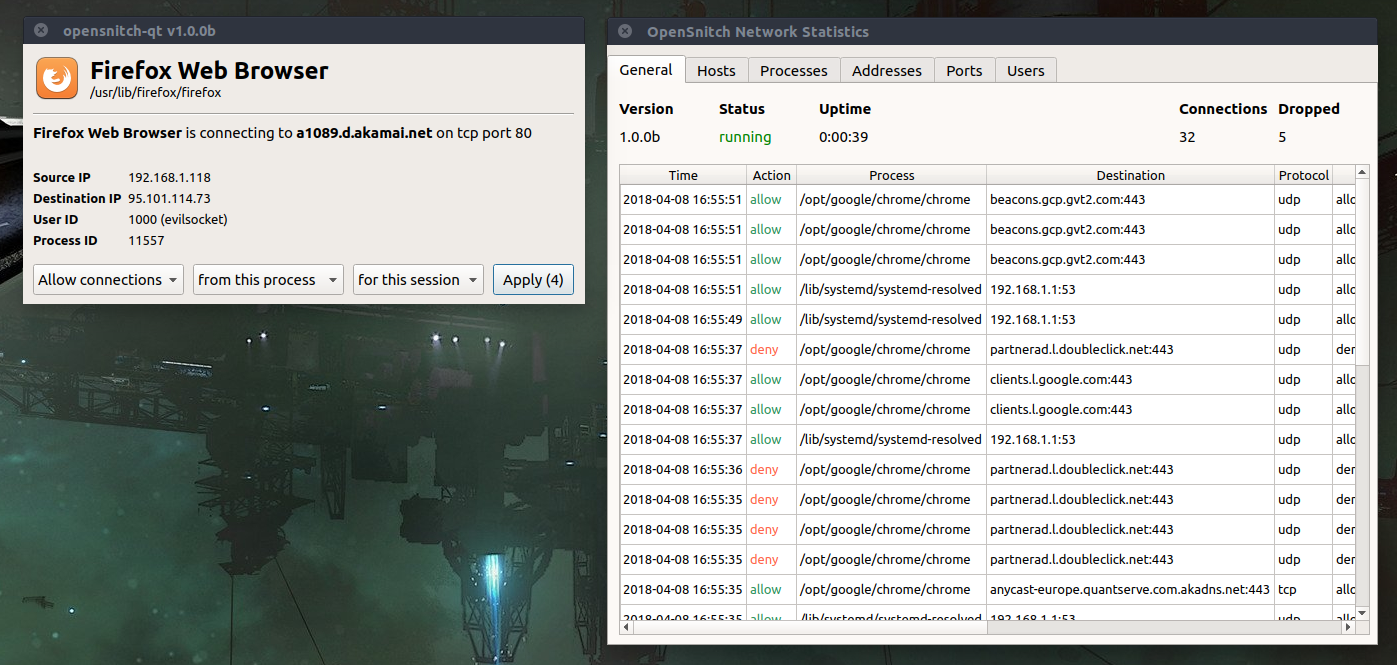 opensnitch-qt v1.0.0b
Firefox Web Browser
/usr/lib/firefox/firefox
Firefox Web Browser is connecting to a1089.d.akamai.net on tcp port 80
Source IP 192.168.1.118
Destination IP 95.101.114.73
User ID 1000 (evilsocket)
Process ID 11557
Allow connections from this process for this session Apply (4)
OpenSnitch Network Statistics
General Hosts Processes Addresses Ports Users
Version Status Uptime Connections Dropped
1.0.0b running 0:00:39 32 5
Time Action Process Destination Protocol
2018-04-08 16:55:51 allow /opt/google/chrome/chrome beacons.gcp.gvt2.com:443 udp allc
2018-04-08 16:55:51 allow /opt/google/chrome/chrome beacons.gcp.gvt2.com:443 udp allc
2018-04-08 16:55:51 allow /opt/google/chrome/chrome beacons.gcp.gvt2.com:443 udp allc
2018-04-08 16:55:51 allow /lib/systemd/systemd-resolved 192.168.1.1:53 udp allc
2018-04-08 16:55:49 allow /lib/systemd/systemd-resolved 192.168.1.1:53 udp allc
2018-04-08 16:55:37 deny /opt/google/chrome/chrome partnerad.l.doubleclick.net:443 udp der
2018-04-08 16:55:37 allow /opt/google/chrome/chrome clients.l.google.com:443 udp allc
2018-04-08 16:55:37 allow /opt/google/chrome/chrome clients.l.google.com:443 udp allc
2018-04-08 16:55:37 allow /lib/systemd/systemd-resolved 192.168.1.1:53 udp allc
2018-04-08 16:55:36 deny /opt/google/chrome/chrome partnerad.l.doubleclick.net:443 udp der
2018-04-08 16:55:35 deny /opt/google/chrome/chrome partnerad.l.doubleclick.net:443 udp der
2018-04-08 16:55:35 deny /opt/google/chrome/chrome partnerad.l.doubleclick.net:443 udp der
2018-04-08 16:55:35 deny /opt/google/chrome/chrome partnerad.l.doubleclick.net:443 udp der
2018-04-08 16:55:35 allow /opt/google/chrome/chrome anycast-europe.quantserve.com.akadns.net:443 tcp allc
2018-04-08 16:55:35 allow /lib/systemd/systemd-resolved 192.168.1.1:53 udp allc